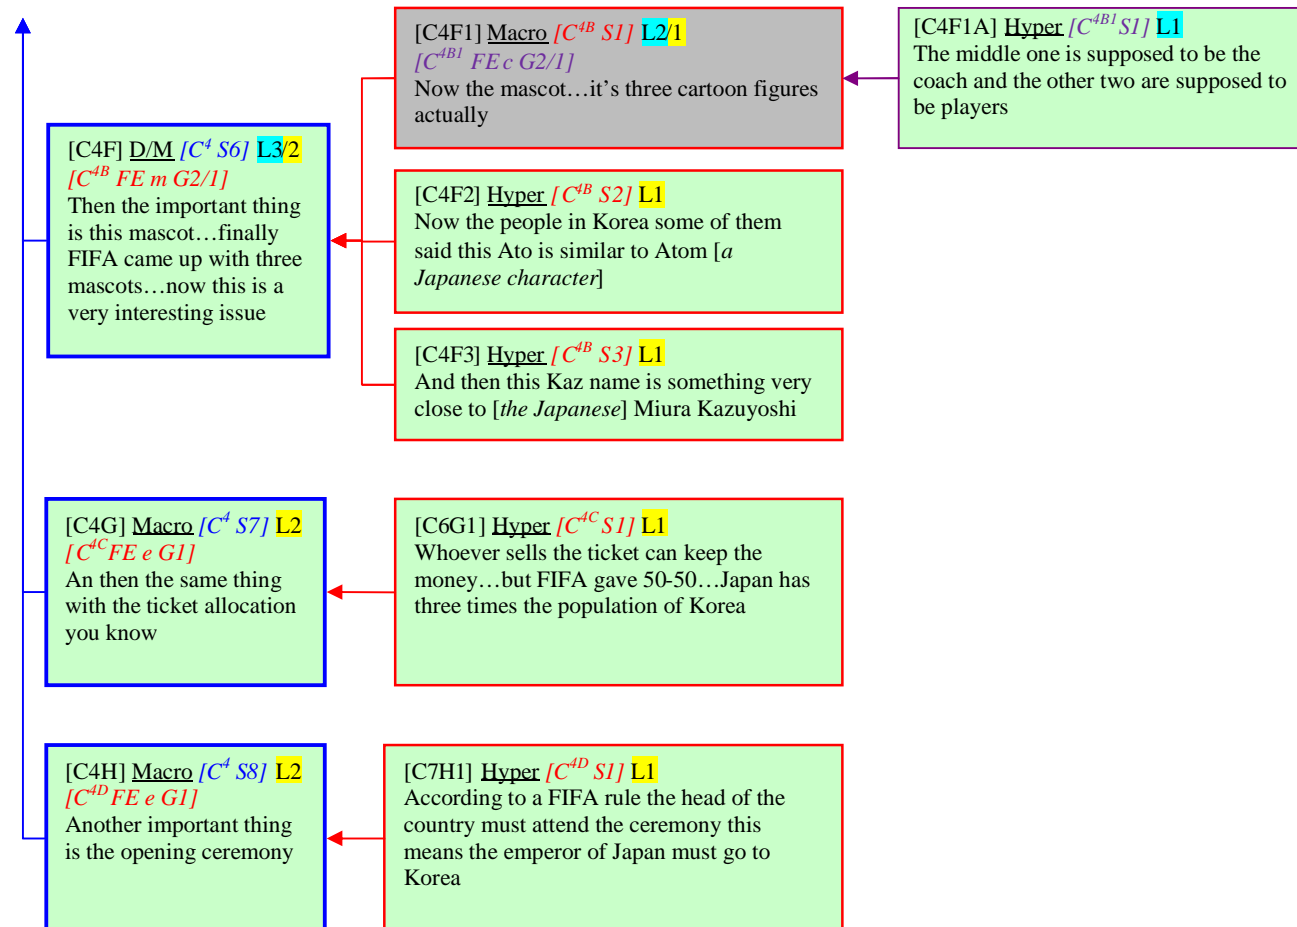 [C4F] D/M [C4 S6] L3/2
[C4B FE m G2/1]
Then the important thing
is this mascot…finally
FIFA came up with three
mascots…now this is a
very interesting issue
[C4F1] Macro [C4B S1] L2/1
[C4B1 FE c G2/1]
Now the mascot…it’s three cartoon figures
actually
[C4F1A] Hyper [C4B1 S1] L1
The middle one is supposed to be the
coach and the other two are supposed to
be players
[C4F2] Hyper [C4B S2] L1
Now the people in Korea some of them
said this Ato is similar to Atom [a
Japanese character]
[C4F3] Hyper [C4B S3] L1
And then this Kaz name is something very
close to [the Japanese] Miura Kazuyoshi
[C4G] Macro [C4 S7] L2
[C4C FE e G1]
An then the same thing
with the ticket allocation
you know
[C6G1] Hyper [C4C S1] L1
Whoever sells the ticket can keep the
money…but FIFA gave 50-50…Japan has
three times the population of Korea
[C4H] Macro [C4 S8] L2
[C4D FE e G1]
Another important thing
is the opening ceremony
[C7H1] Hyper [C4D S1] L1
According to a FIFA rule the head of the
country must attend the ceremony this
means the emperor of Japan must go to
Korea